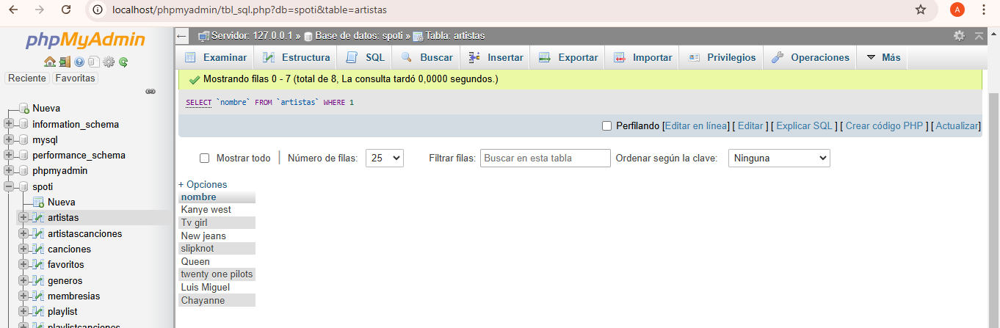 localhost/phpmyadmin/tbl_sql.php?db=spoti&table=artistas
A
phpMyAdmin
Reciente Favoritas
Nueva
information_schema
mysql
performance_schema
phpmyadmin
spoti
Nueva
artistas
artistascanciones
canciones
favoritos
generos
membresias
playlist
playlistcanciones
Servidor: 127.0.0.1 » Base de datos: spoti » Tabla: artistas
Examinar Estructura SQL Buscar Insertar Exportar Importar Privilegios Operaciones Más
Mostrando filas 0 - 7 (total de 8, La consulta tardó 0,0000 segundos.)
SELECT `nombre` FROM `artistas` WHERE 1
Perfilando [Editar en línea] [ Editar ] [ Explicar SQL ] [ Crear código PHP ] [ Actualizar]
Mostrar todo | Número de filas: 25 Filtrar filas: Buscar en esta tabla Ordenar según la clave: Ninguna
+ Opciones
nombre
Kanye west
Tv girl
New jeans
slipknot
Queen
twenty one pilots
Luis Miguel
Chayanne